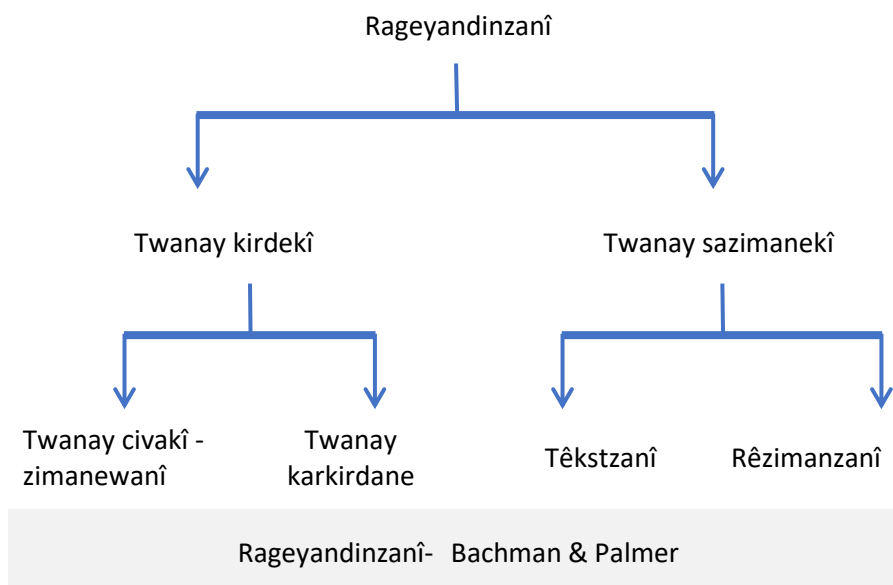 Rageyandinzanî
Twanay kirdekî
Twanay sazimanekî
Twanay civakî -
zimanewanî
Twanay
karkirdane
Têkstzanî
Rêzimanzanî
Rageyandinzanî- Bachman & Palmer